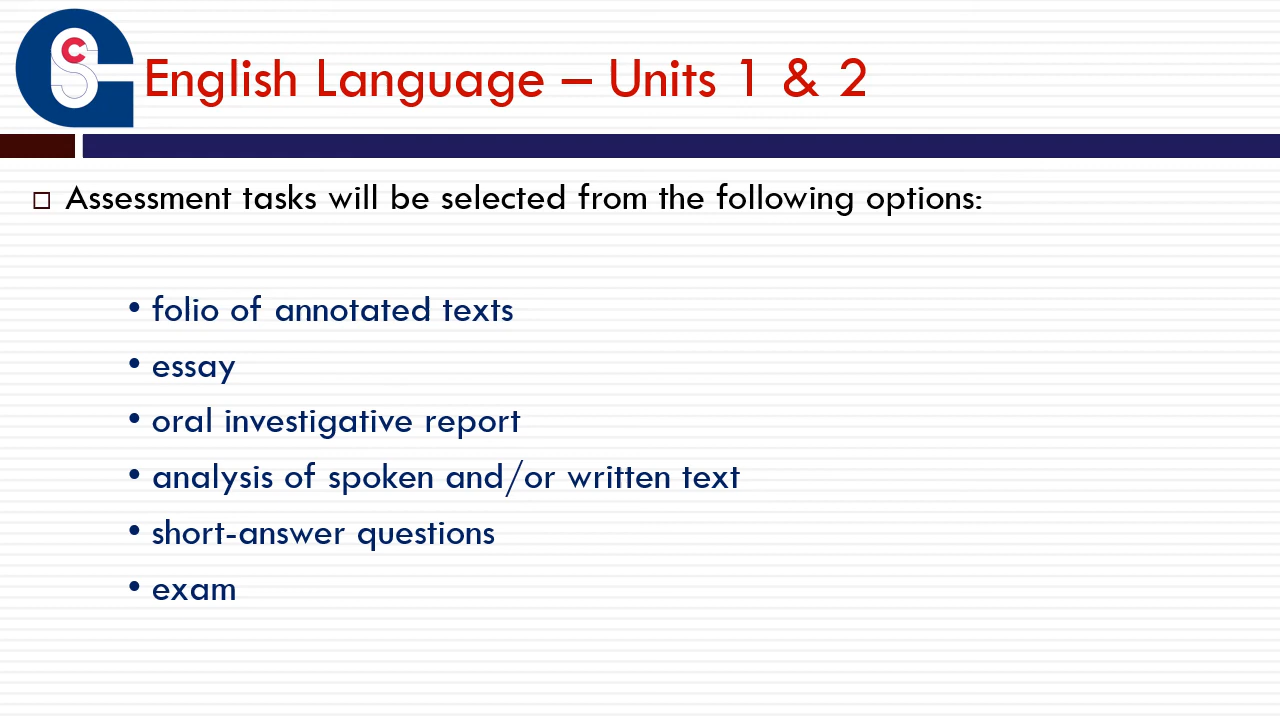 CS
English Language – Units 1 & 2
Assessment tasks will be selected from the following options:
• folio of annotated texts
• essay
• oral investigative report
• analysis of spoken and/or written text
• short-answer questions
• exam